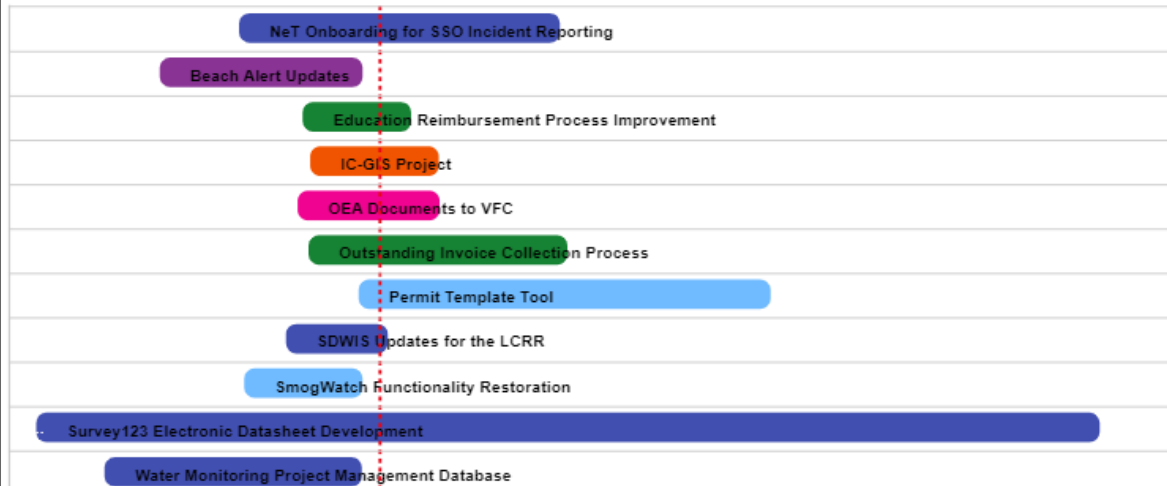 NeT Onboarding for SSO Incident Reporting
Beach Alert Updates
Education Reimbursement Process Improvement
IC-GIS Project
OEA Documents to VFC
Outstanding Invoice Collection Process
Permit Template Tool
SDWIS Updates for the LCRR
SmogWatch Functionality Restoration
Survey123 Electronic Datasheet Development
Water Monitoring Project Management Database